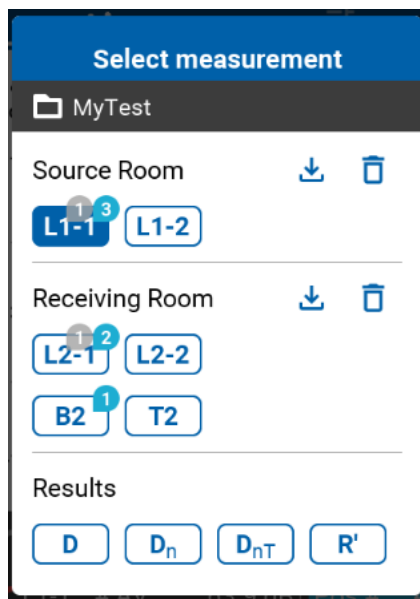 Select measurement
MyTest
Source Room
1 3
L1-1 L1-2
Receiving Room
1 2
L2-1 L2-2
1
B2 T2
Results
D Dn DnT R'